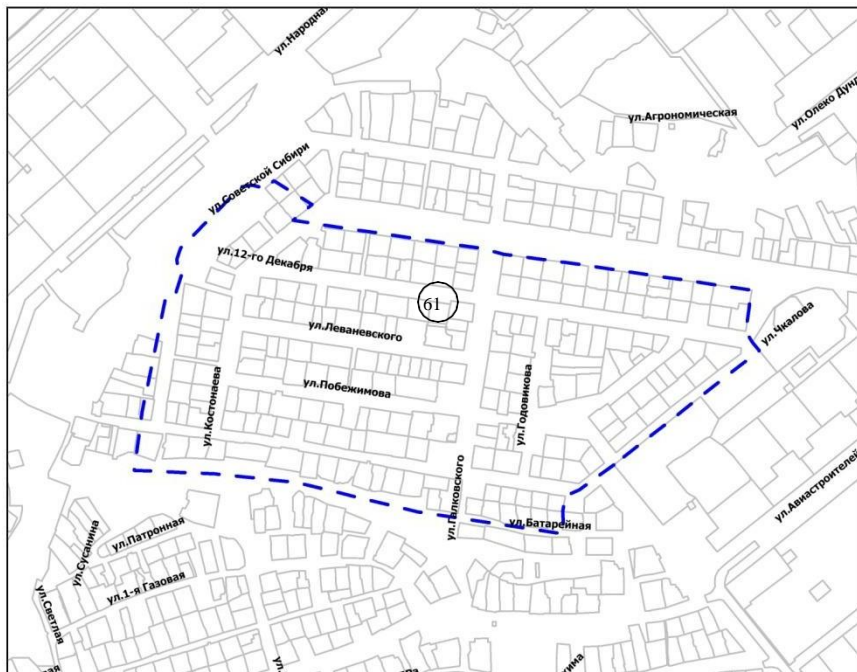 ул.Народная
ул.Агрономическая
ул.Олеко Дунд
ул.Советской Сибири
ул.12-го Декабря
61
ул.Чкалова
ул.Леваневского
ул.Побежимова
ул.Костонаева
ул.Годовикова
ул.Галковского
ул.Авиастроителей
ул.Батарейная
ул.Сусанина
ул.Патронная
ул.1-я Газовая
ул.Светлая